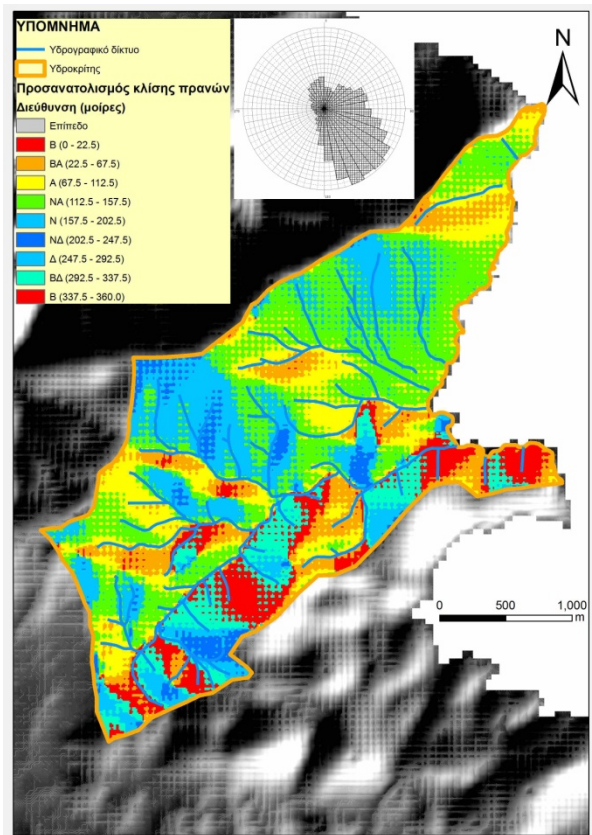 ΥΠΟΜΝΗΜΑ
Υδρογραφικό δίκτυο
Υδροκρίτης
Προσανατολισμός κλίσης πρανών
Διεύθυνση (μοίρες)
Επίπεδο
Β (0 - 22.5)
ΒΑ (22.5 - 67.5)
Α (67.5 - 112.5)
ΝΑ (112.5 - 157.5)
Ν (157.5 - 202.5)
ΝΔ (202.5 - 247.5)
Δ (247.5 - 292.5)
ΒΔ (292.5 - 337.5)
Β (337.5 - 360.0)
N
0 500 1,000
m